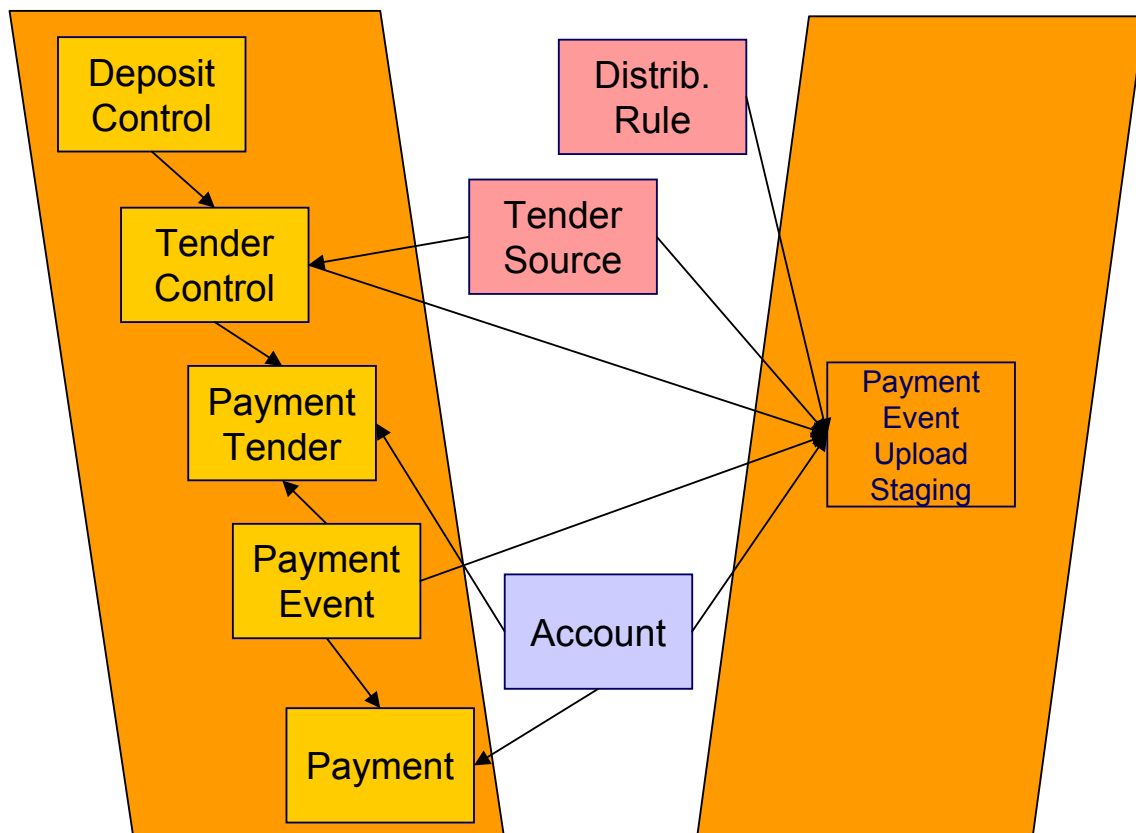 Deposit
Control
Distrib.
Rule
Tender
Source
Tender
Control
Payment
Tender
Payment
Event
Upload
Staging
Payment
Event
Account
Payment